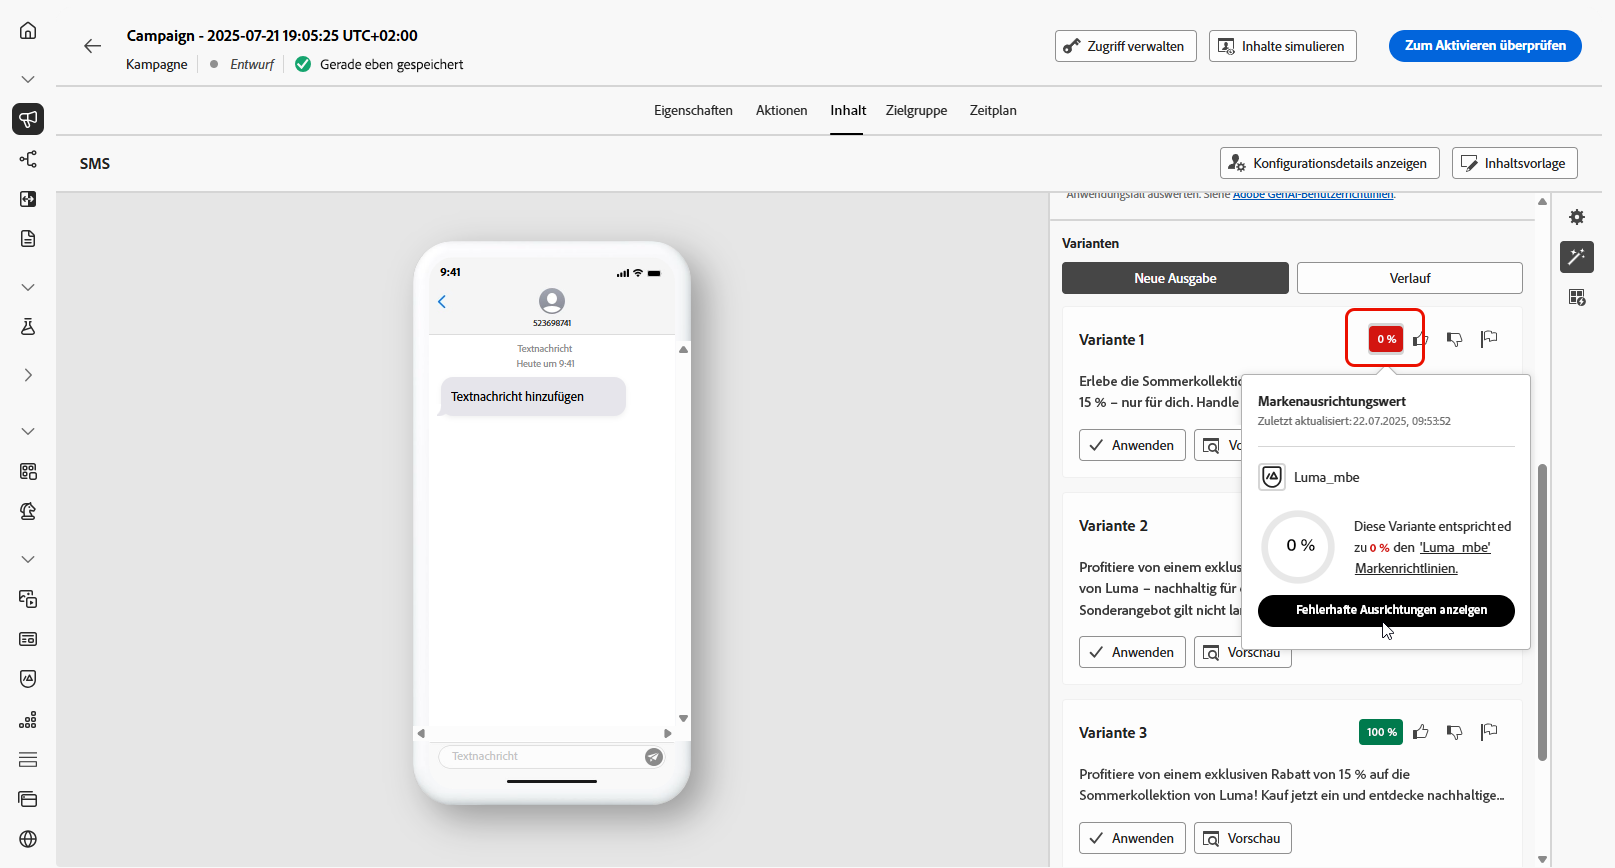 Campaign - 2025-07-21 19:05:25 UTC+02:00
Kampagne
Entwurf
Gerade eben gespeichert
Zugriff verwalten
Inhalte simulieren
Zum Aktivieren überprüfen
Eigenschaften
Aktionen
Inhalt
Zielgruppe
Zeitplan
SMS
Konfigurationsdetails anzeigen
Inhaltsvorlage
9:41
523698741
Textnachricht
Heute um 9:41
Textnachricht hinzufügen
Textnachricht
Anwendungsfall auswerten. Siehe Adobe GenAI-Benutzerrichtlinien.
Varianten
Neue Ausgabe
Verlauf
Variante 1
0 %
Erlebe die Sommerkollektio
15 % – nur für dich. Handle
Anwenden
Vo
Markenausrichtungswert
Zuletzt aktualisiert: 22.07.2025, 09:53:52
Luma_mbe
0 %
Diese Variante entspricht ed
zu 0 % den 'Luma_mbe'
Markenrichtlinien.
Fehlerhafte Ausrichtungen anzeigen
Variante 2
Profitiere von einem exklus
von Luma – nachhaltig für
Sonderangebot gilt nicht la
Anwenden
Vorschau
Variante 3
100 %
Profitiere von einem exklusiven Rabatt von 15 % auf die
Sommerkollektion von Luma! Kauf jetzt ein und entdecke nachhaltige...
Anwenden
Vorschau